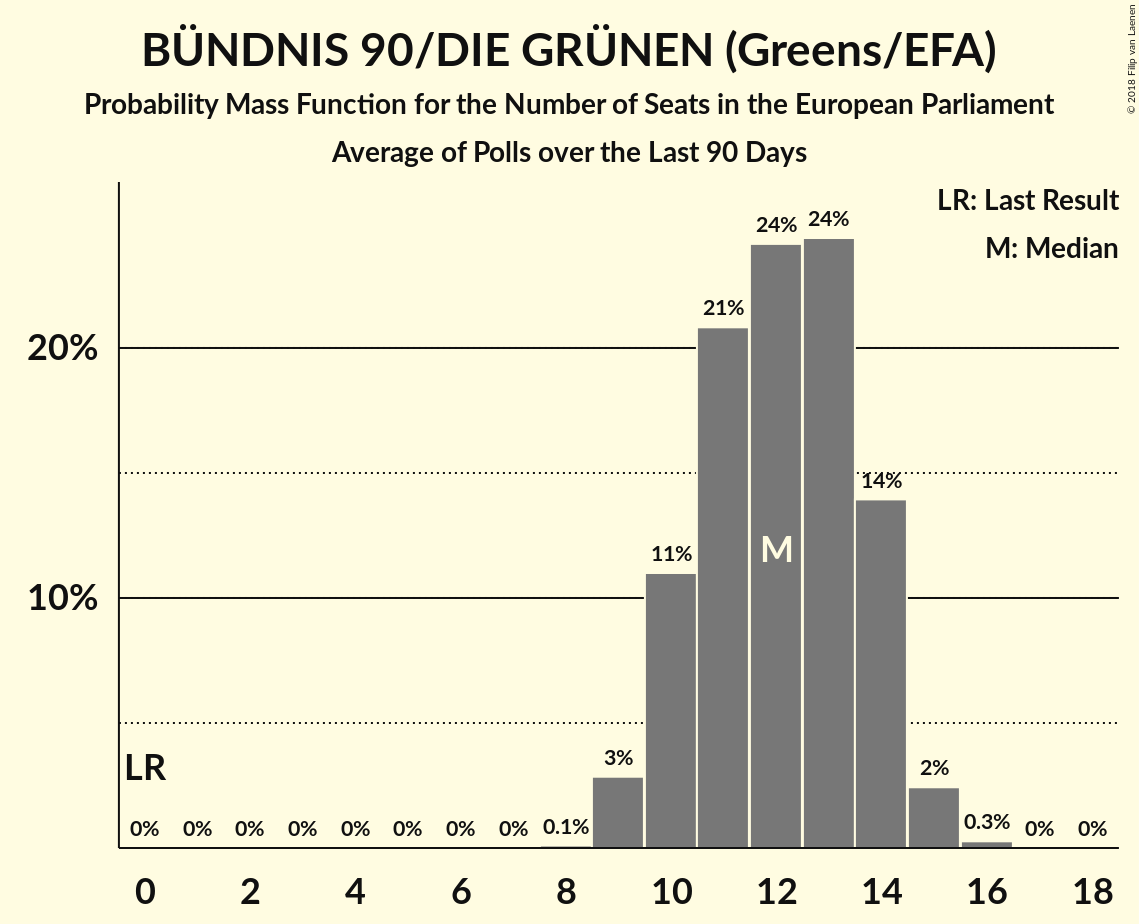 BÜNDNIS 90/DIE GRÜNEN (Greens/EFA)
Probability Mass Function for the Number of Seats in the European Parliament
Average of Polls over the Last 90 Days
© 2018 Filip van Laenen
LR: Last Result
M: Median
20%
10%
24% 24%
21%
14%
11%
M
3%
LR
2%
0% 0% 0% 0% 0% 0% 0% 0% 0.1% 0.3% 0% 0%
0 2 4 6 8 10 12 14 16 18